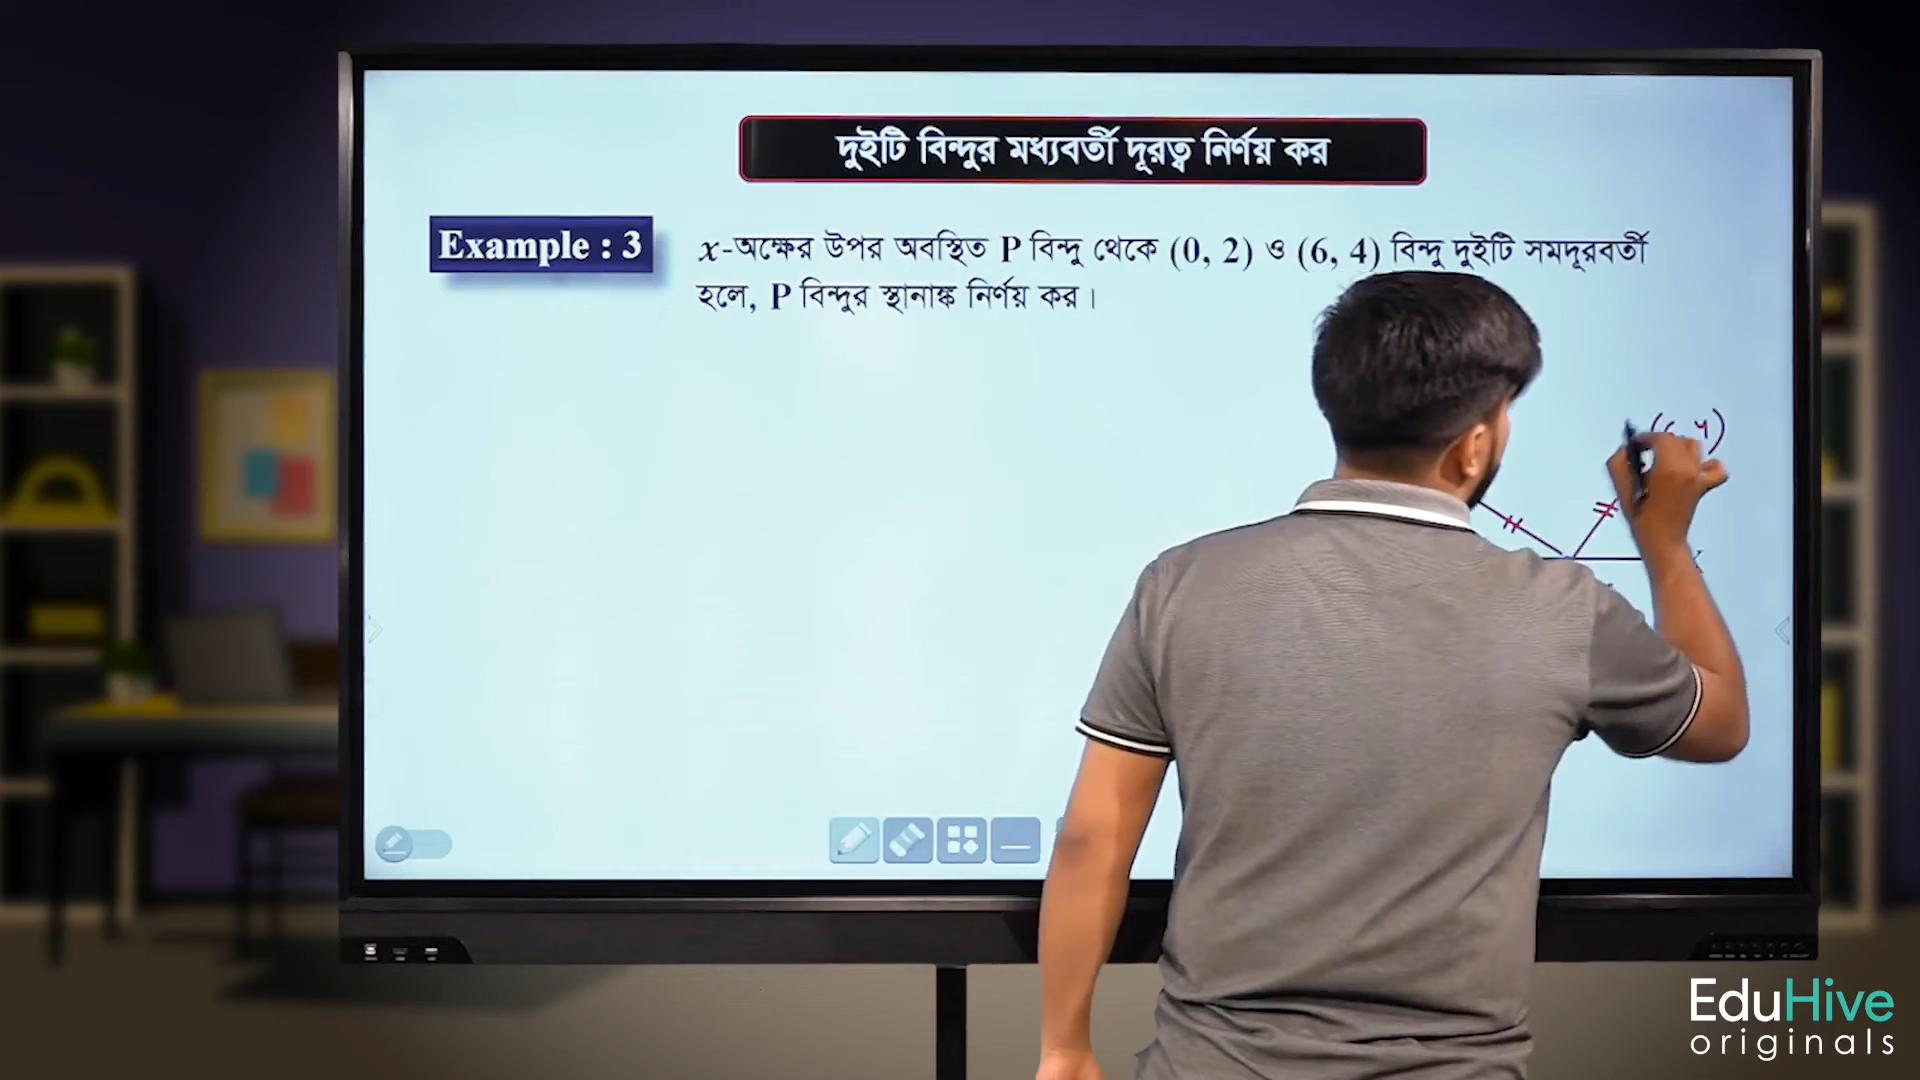 দুইটি বিন্দুর মধ্যবর্তী দূরত্ব নির্ণয় কর
Example : 3
x-অক্ষের উপর অবস্থিত P বিন্দু থেকে (0, 2) ও (6, 4) বিন্দু দুইটি সমদূরবর্তী
হলে, P বিন্দুর স্থানাঙ্ক নির্ণয় কর।
EduHive
originals